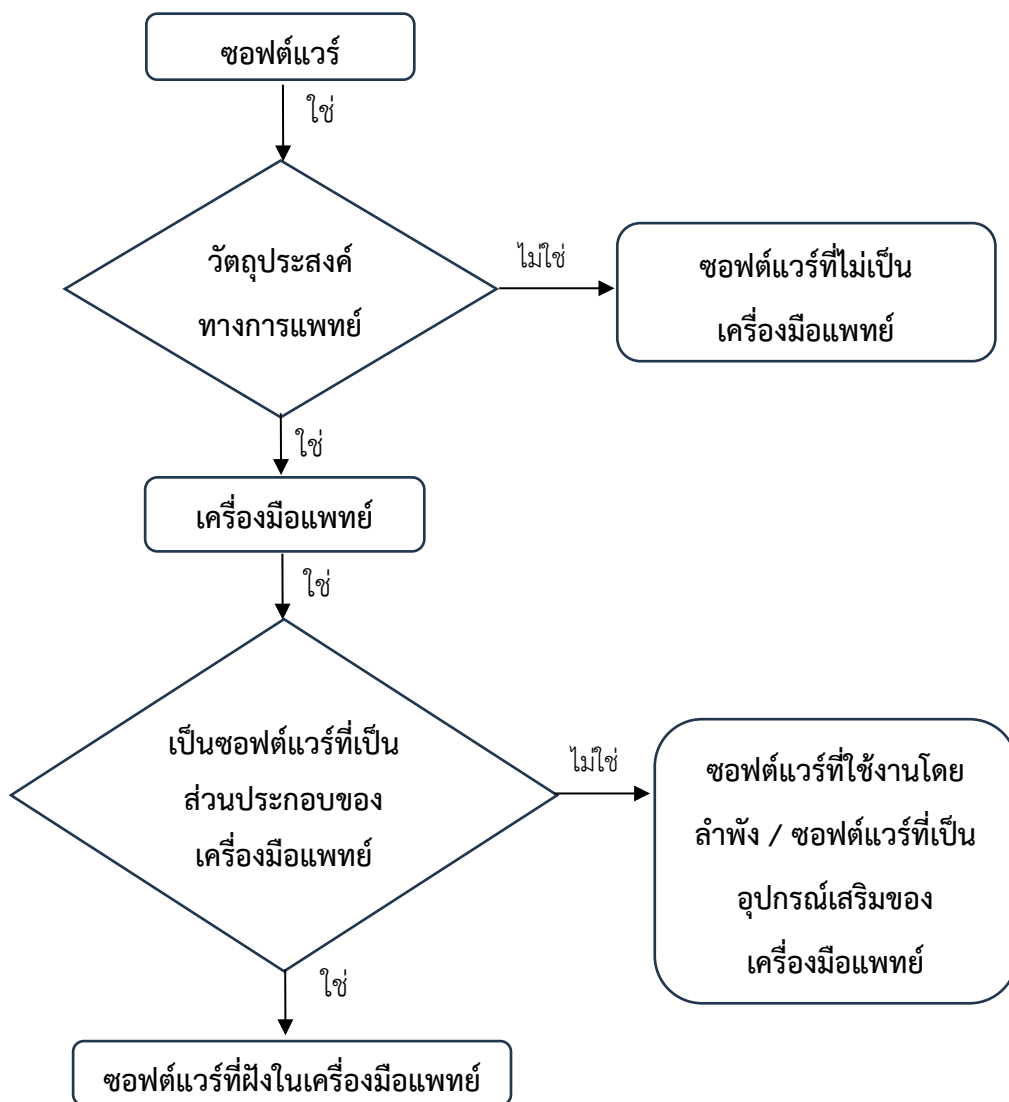 ซอฟต์แวร์
ใช่
วัตถุประสงค์
ทางการแพทย์
ไม่ใช่
ซอฟต์แวร์ที่ไม่เป็น
เครื่องมือแพทย์
ใช่
เครื่องมือแพทย์
ใช่
เป็นซอฟต์แวร์ที่เป็น
ส่วนประกอบของ
เครื่องมือแพทย์
ไม่ใช่
ซอฟต์แวร์ที่ใช้งานโดย
ลำพัง / ซอฟต์แวร์ที่เป็น
อุปกรณ์เสริมของ
เครื่องมือแพทย์
ใช่
ซอฟต์แวร์ที่ฝังในเครื่องมือแพทย์